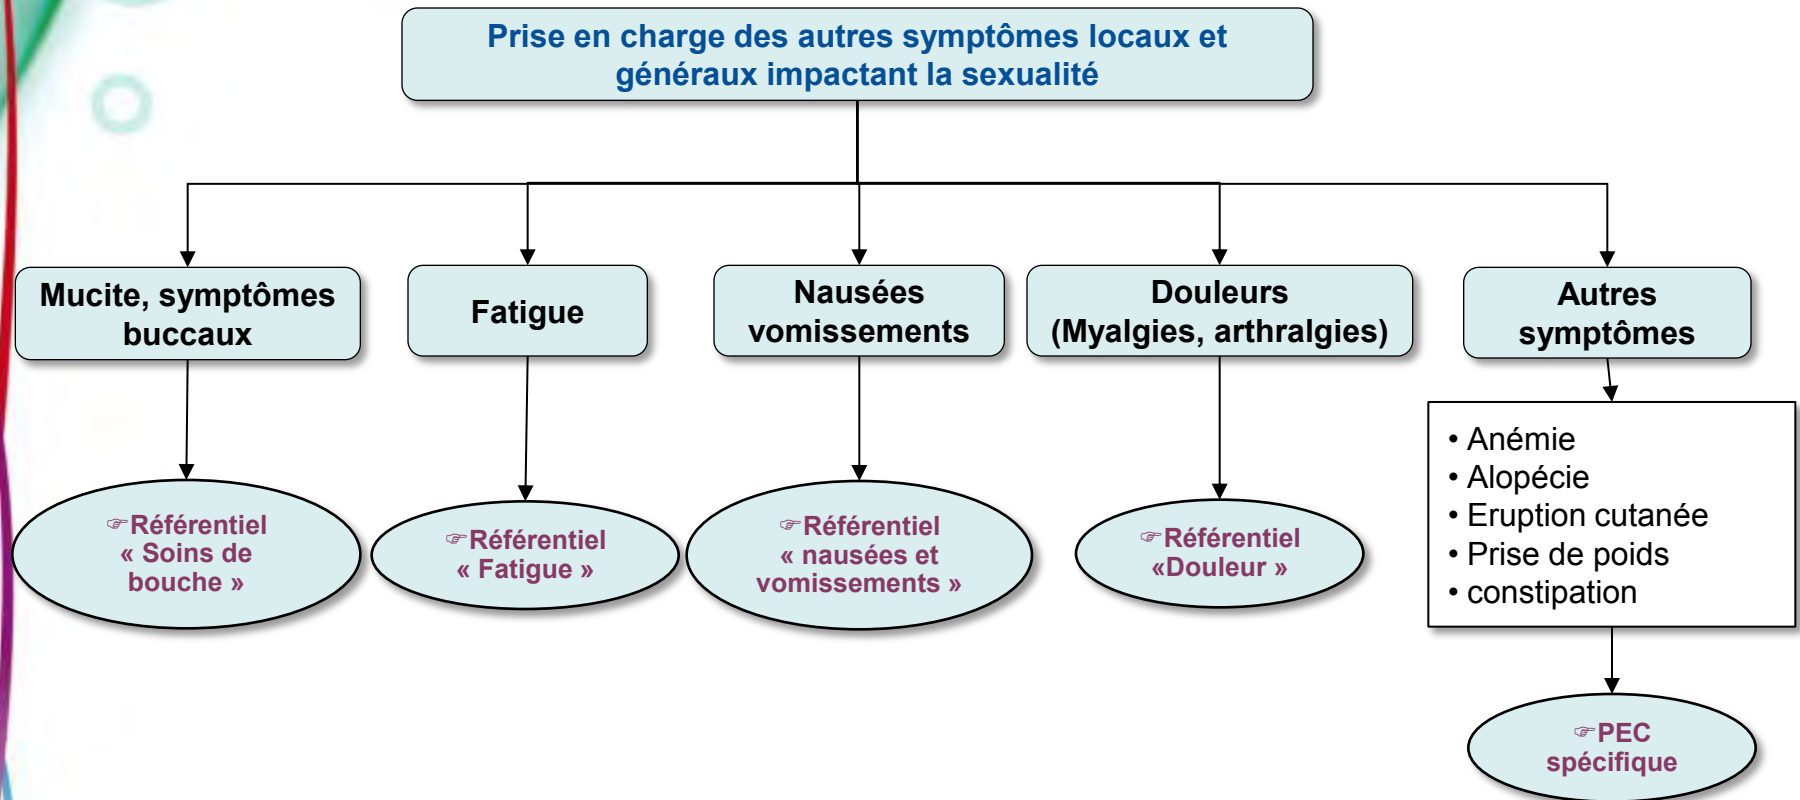 Prise en charge des autres symptômes locaux et
généraux impactant la sexualité
Mucite, symptômes
buccaux
Fatigue
Nausées
vomissements
Douleurs
(Myalgies, arthralgies)
Autres
symptômes
☞Référentiel
« Soins de
bouche »
☞Référentiel
« Fatigue »
☞Référentiel
« nausées et
vomissements »
☞Référentiel
«Douleur »
• Anémie
• Alopécie
• Eruption cutanée
• Prise de poids
• constipation
☞PEC
spécifique